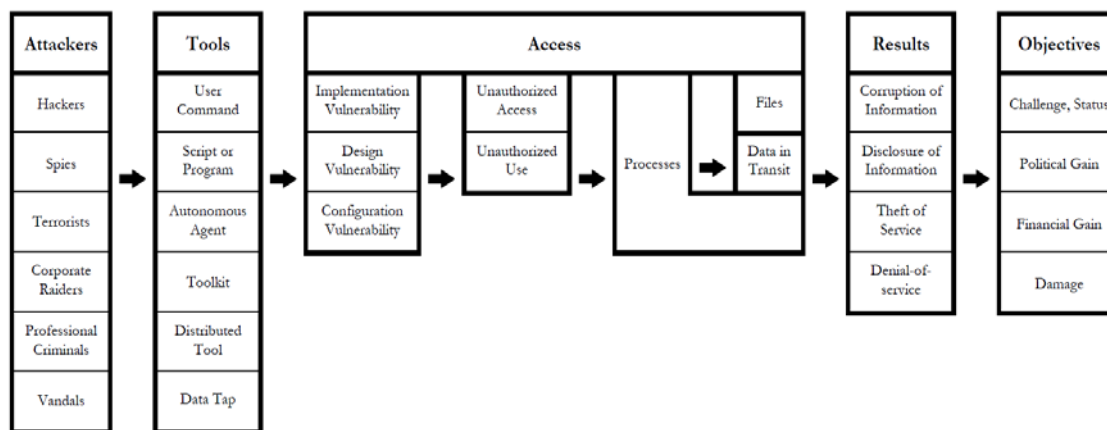 Attackers
Hackers
Spies
Terrorists
Corporate
Raiders
Professional
Criminals
Vandals
Tools
User
Command
Script or
Program
Autonomous
Agent
Toolkit
Distributed
Tool
Data Tap
Access
Implementation
Vulnerability
Design
Vulnerability
Configuration
Vulnerability
Unauthorized
Access
Unauthorized
Use
Processes
Files
Data in
Transit
Results
Corruption of
Information
Disclosure of
Information
Theft of
Service
Denial-of-
service
Objectives
Challenge, Status
Political Gain
Financial Gain
Damage